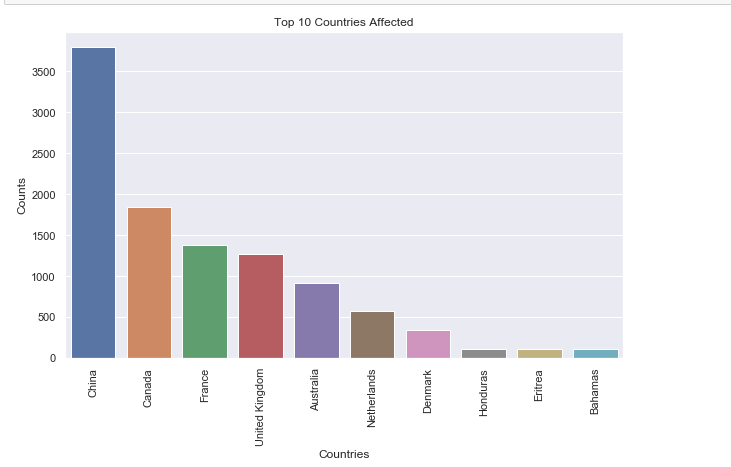 Top 10 Countries Affected
Counts
3500
3000
2500
2000
1500
1000
500
0
China
Canada
France
United Kingdom
Australia
Netherlands
Denmark
Honduras
Eritrea
Bahamas
Countries